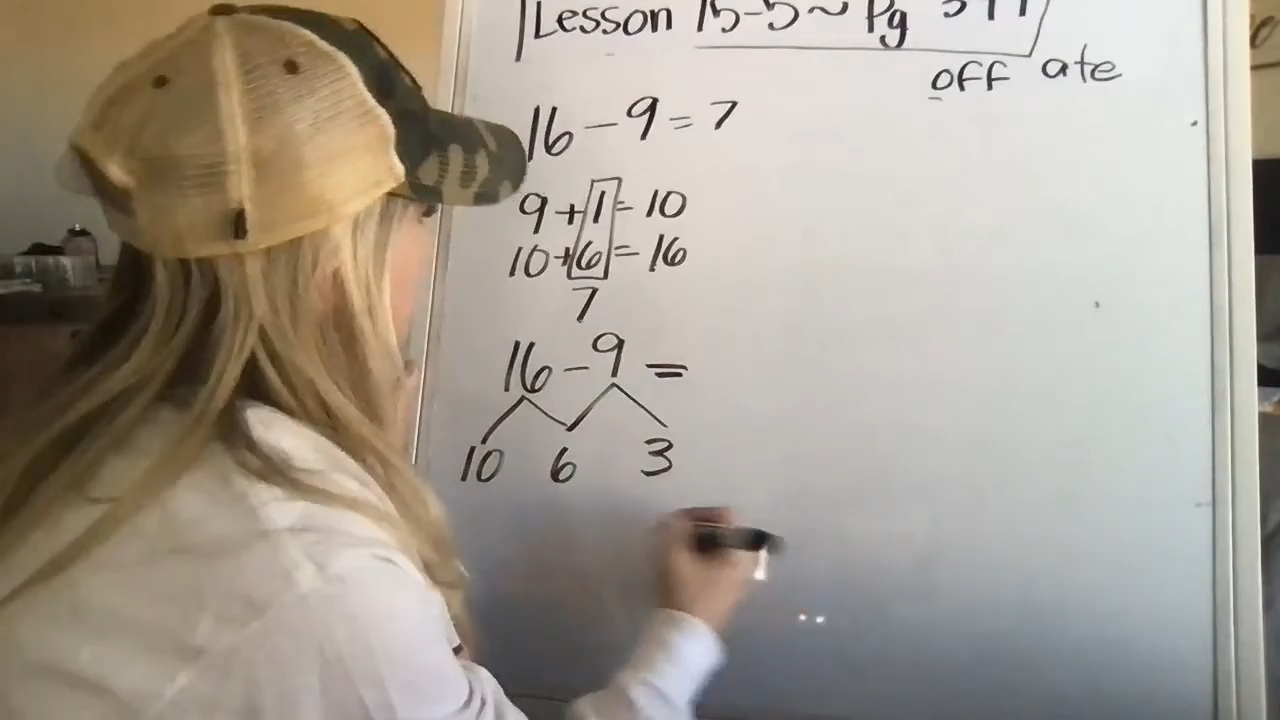 Lesson 15-5 ~ Pg
off ate
16 - 9 = 7
9 + 1 = 10
10 + 6 = 16
7
16 - 9 =
10 6 3